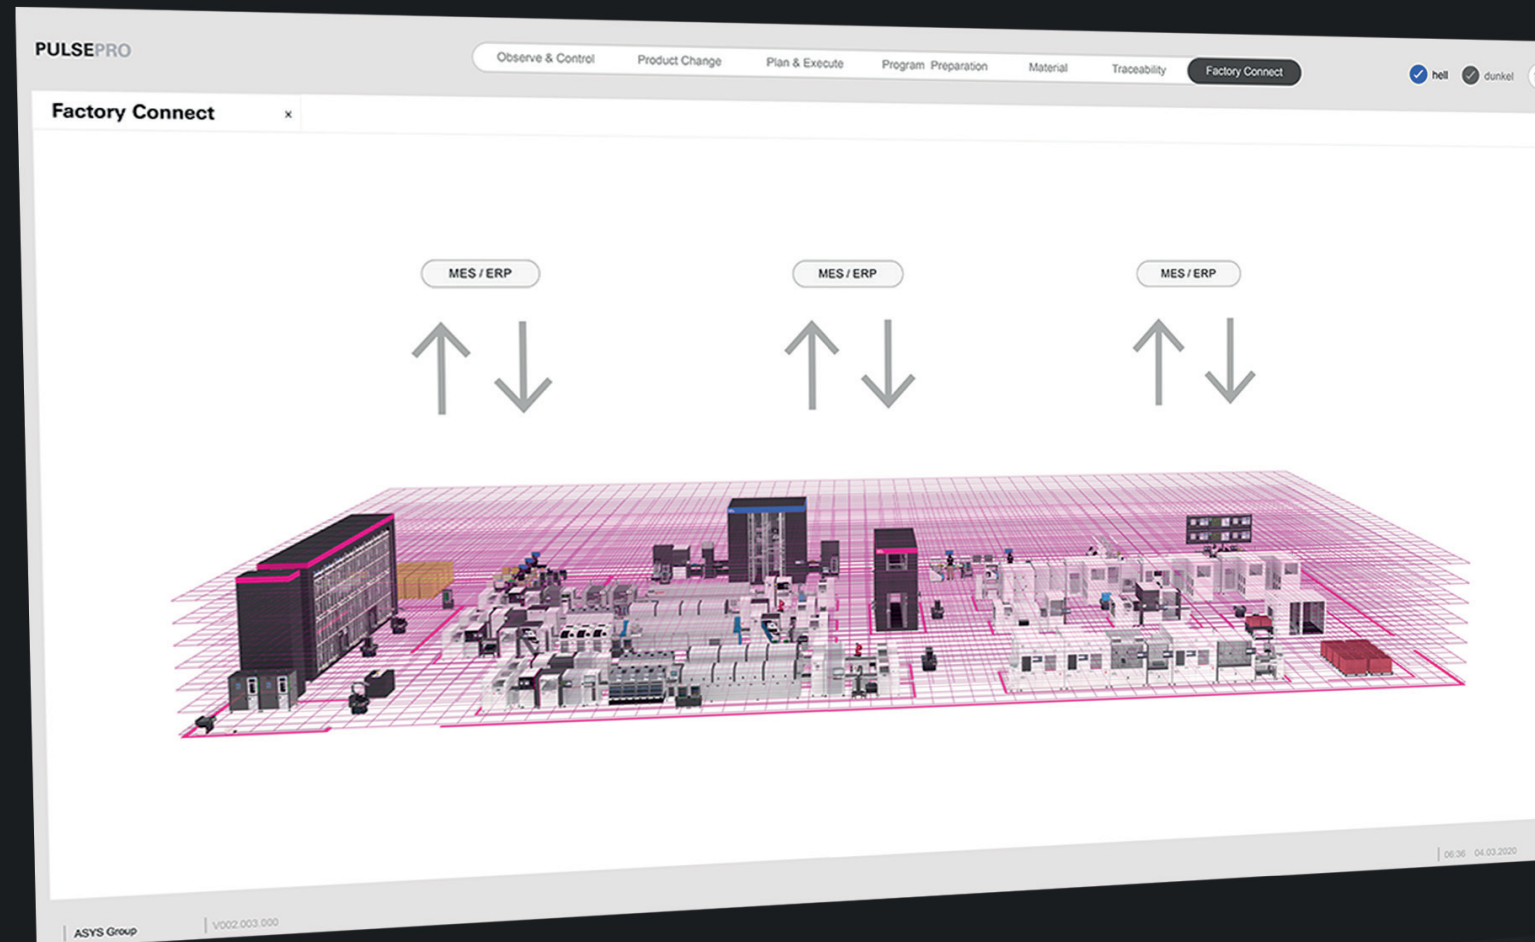 PULSEPRO
Observe & Control
Product Change
Plan & Execute
Program Preparation
Material
Traceability
Factory Connect
hell
dunkel
Factory Connect
×
MES / ERP
MES / ERP
MES / ERP
06:36 04.03.2020
ASYS Group
V002.003.000